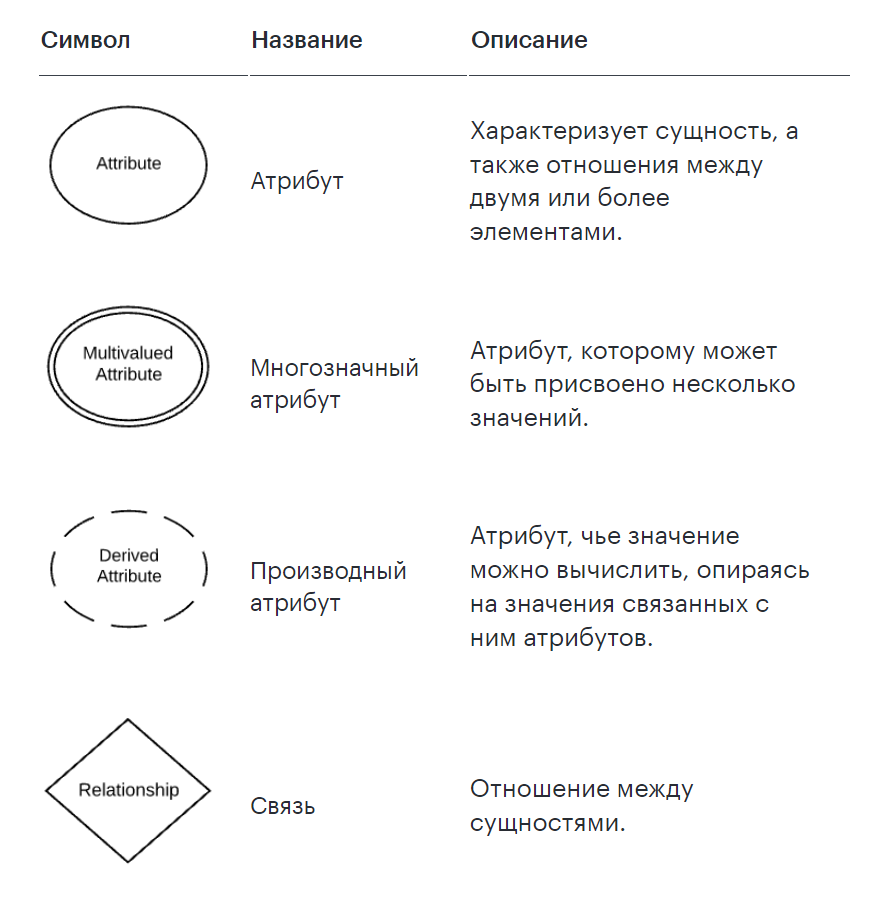 Символ Название Описание
Attribute
Атрибут
Характеризует сущность, а
также отношения между
двумя или более
элементами.
Multivalued
Attribute
Многозначный
атрибут
Атрибут, которому может
быть присвоено несколько
значений.
Derived
Attribute
Производный
атрибут
Атрибут, чье значение
можно вычислить, опираясь
на значения связанных с
ним атрибутов.
Relationship
Связь
Отношение между
сущностями.